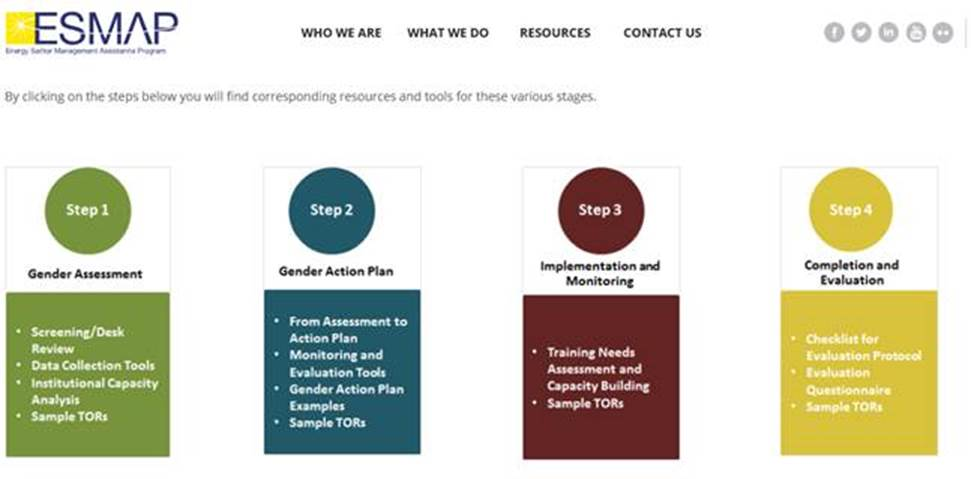 ESMAP
Energy Sector Management Assistance Program
WHO WE ARE
WHAT WE DO
RESOURCES
CONTACT US
By clicking on the steps below you will find corresponding resources and tools for these various stages.
Step 1
Gender Assessment
• Screening/Desk
Review
• Data Collection Tools
• Institutional Capacity
Analysis
• Sample TORs
Step 2
Gender Action Plan
• From Assessment to
Action Plan
• Monitoring and
Evaluation Tools
• Gender Action Plan
Examples
• Sample TORs
Step 3
Implementation and
Monitoring
• Training Needs
Assessment and
Capacity Building
• Sample TORs
Step 4
Completion and
Evaluation
• Checklist for
Evaluation Protocol
• Evaluation
Questionnaire
• Sample TORs